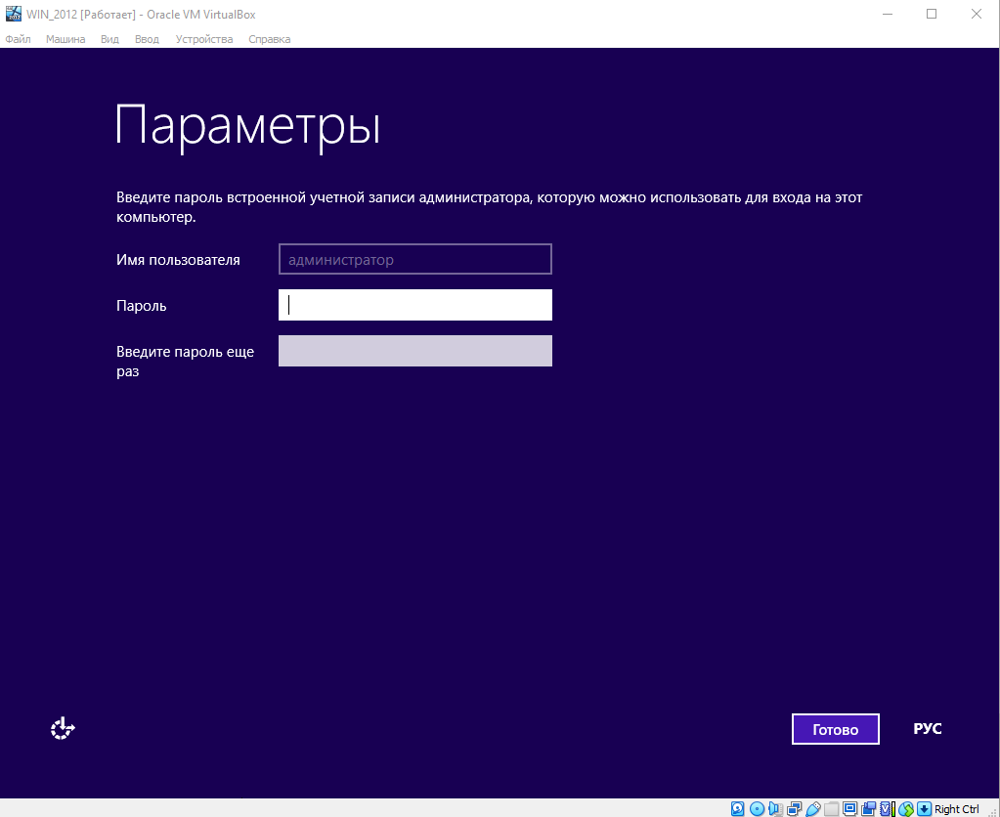 WIN_2012 [Работает] - Oracle VM VirtualBox
Файл Машина Вид Ввод Устройства Справка
Параметры
Введите пароль встроенной учетной записи администратора, которую можно использовать для входа на этот
компьютер.
Имя пользователя администратор
Пароль
Введите пароль еще
раз
Готово РУС
Right Ctrl